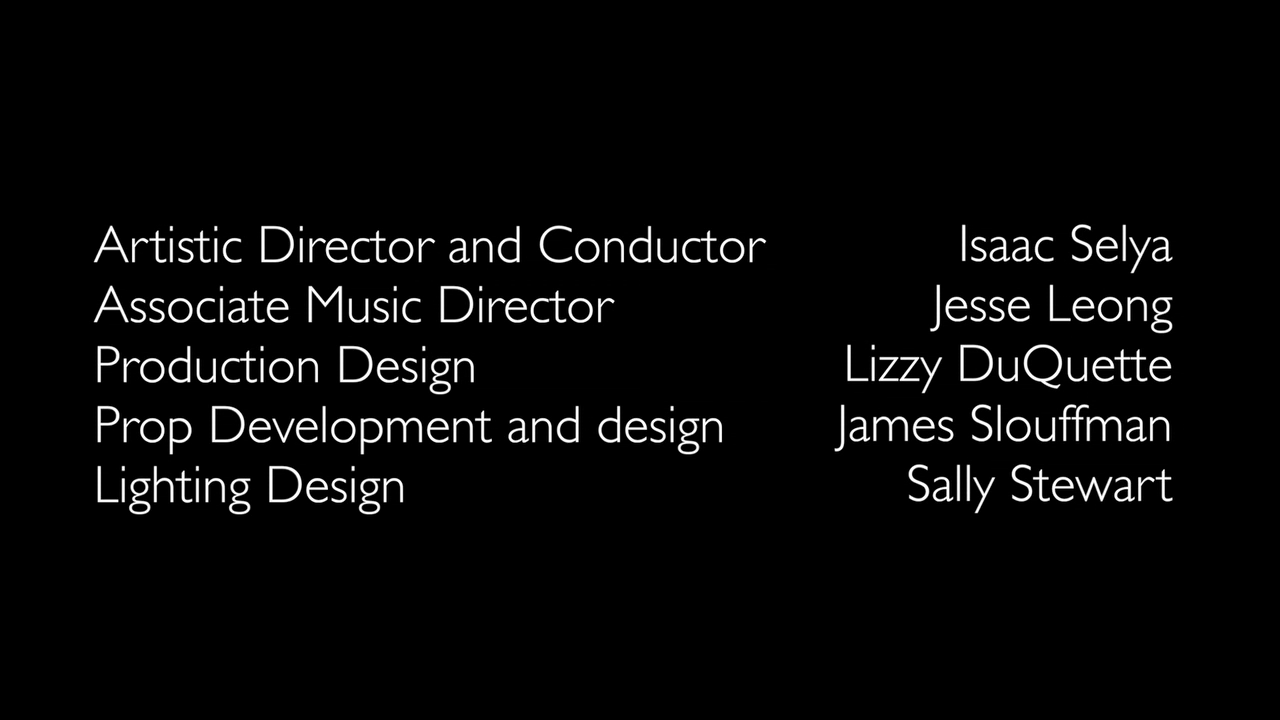 Artistic Director and Conductor Isaac Selya
Associate Music Director Jesse Leong
Production Design Lizzy DuQuette
Prop Development and design James Slouffman
Lighting Design Sally Stewart